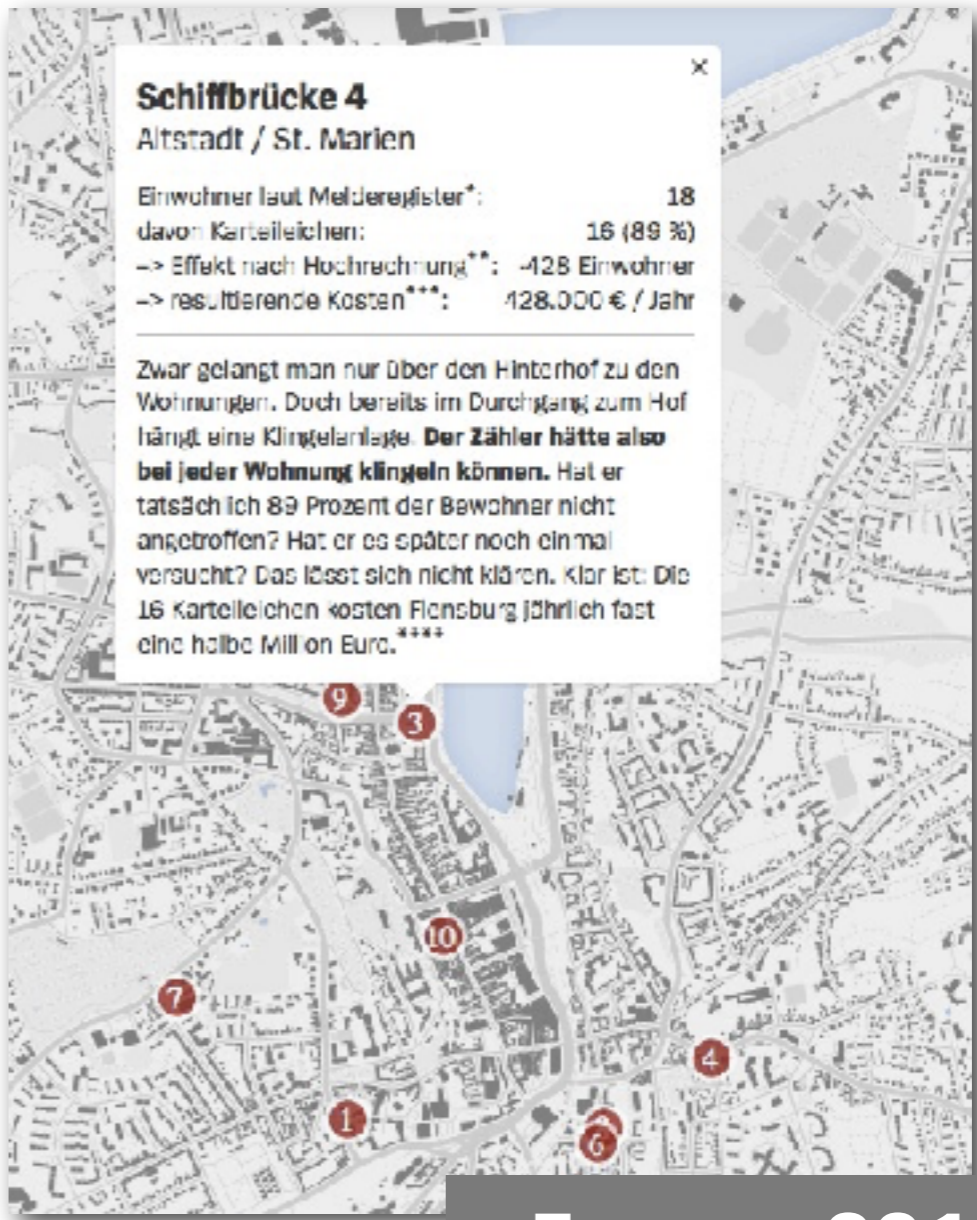 ×
Schiffbrücke 4
Altstadt / St. Marien
Einwohner laut Melderegister*: 18
davon Karteileichen: 16 (89 %)
-> Effekt nach Hochrechnung**: -428 Einwohner
-> resultierende Kosten***: 428.000 € / Jahr
Zwar gelangt man nur über den Hinterhof zu den
Wohnungen. Doch bereits im Durchgang zum Hof
hängt eine Klingelanlage. Der Zähler hätte also
bei jeder Wohnung klingeln können. Hat er
tatsächlich 89 Prozent der Bewohner nicht
angetroffen? Hat er es später noch einmal
versucht? Das lässt sich nicht klären. Klar ist: Die
16 Karteileichen kosten Flensburg jährlich fast
eine halbe Million Euro.****
9
3
10
7
4
1
6